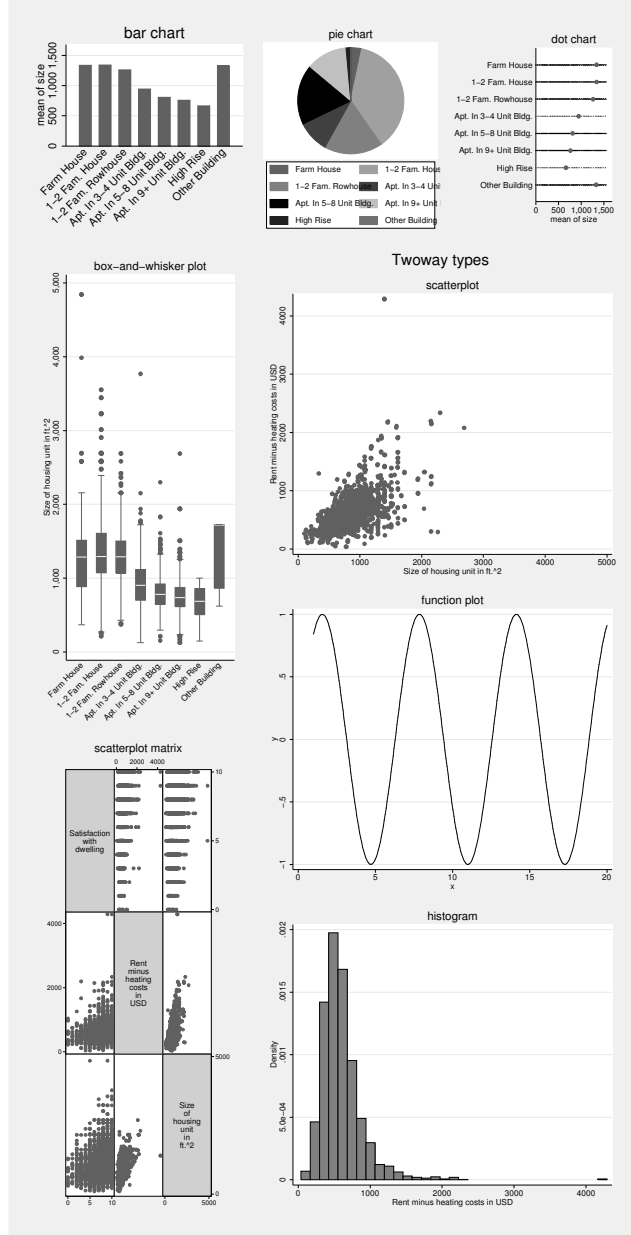 bar chart
mean of size
0 500 1,000 1,500
Farm House
1−2 Fam. House
1−2 Fam. Rowhouse
Apt. In 3−4 Unit Bldg.
Apt. In 5−8 Unit Bldg.
Apt. In 9+ Unit Bldg.
High Rise
Other Building
pie chart
Farm House 1−2 Fam. House
1−2 Fam. Rowhouse Apt. In 3−4 Uni
Apt. In 5−8 Unit Bldg. Apt. In 9+ Unit
High Rise Other Building
dot chart
Farm House
1−2 Fam. House
1−2 Fam. Rowhouse
Apt. In 3−4 Unit Bldg.
Apt. In 5−8 Unit Bldg.
Apt. In 9+ Unit Bldg.
High Rise
Other Building
0 500 1,000 1,500
mean of size
box−and−whisker plot
Size of housing unit in ft.^2
0 1,000 2,000 3,000 4,000 5,000
Farm House
1−2 Fam. House
1−2 Fam. Rowhouse
Apt. In 3−4 Unit Bldg.
Apt. In 5−8 Unit Bldg.
Apt. In 9+ Unit Bldg.
High Rise
Other Building
Twoway types
scatterplot
Rent minus heating costs in USD
0 1000 2000 3000 4000
0 1000 2000 3000 4000 5000
Size of housing unit in ft.^2
function plot
y
−1 −.5 0 .5 1
0 5 10 15 20
x
scatterplot matrix
0 2000 4000
Satisfaction
with
dwelling
0 5 10
Rent
minus
heating
costs
in
USD
0 2000 4000
Size
of
housing
unit
in
ft.^2
0 5000
0 5 10
0 5000
histogram
Density
0 5.0e−04 .001 .0015 .002
0 1000 2000 3000 4000
Rent minus heating costs in USD